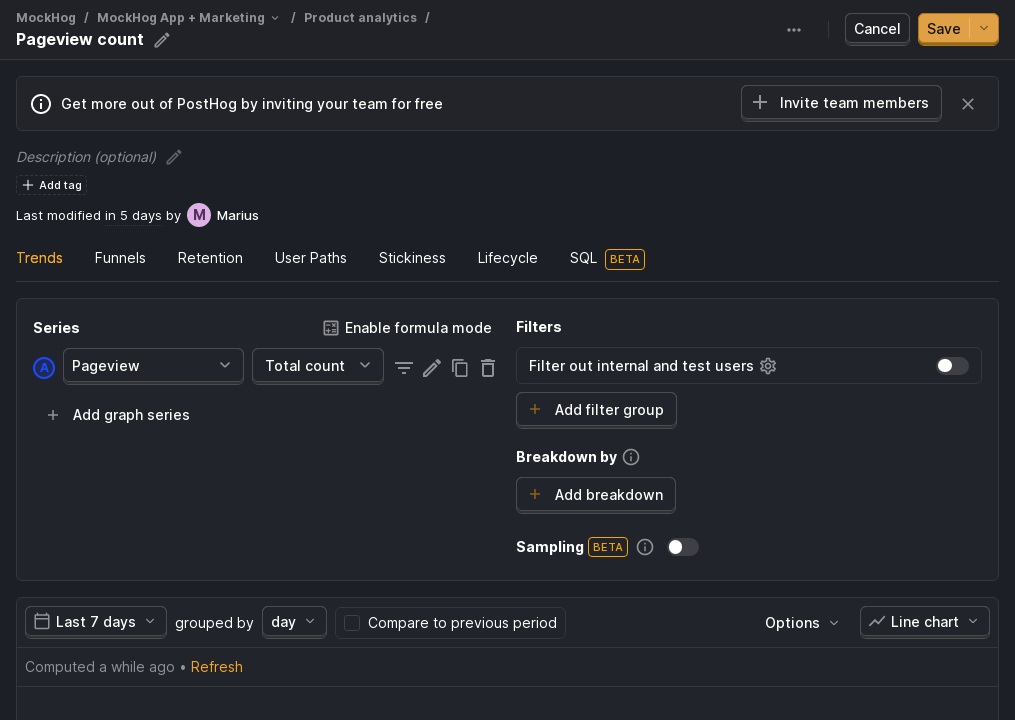 MockHog / MockHog App + Marketing / Product analytics /
Pageview count
Cancel
Save
Get more out of PostHog by inviting your team for free
Invite team members
Description (optional)
Add tag
Last modified in 5 days by M Marius
Trends Funnels Retention User Paths Stickiness Lifecycle SQL BETA
Series
Enable formula mode
A Pageview Total count
Add graph series
Filters
Filter out internal and test users
Add filter group
Breakdown by
Add breakdown
Sampling BETA
Last 7 days grouped by day Compare to previous period Options Line chart
Computed a while ago • Refresh